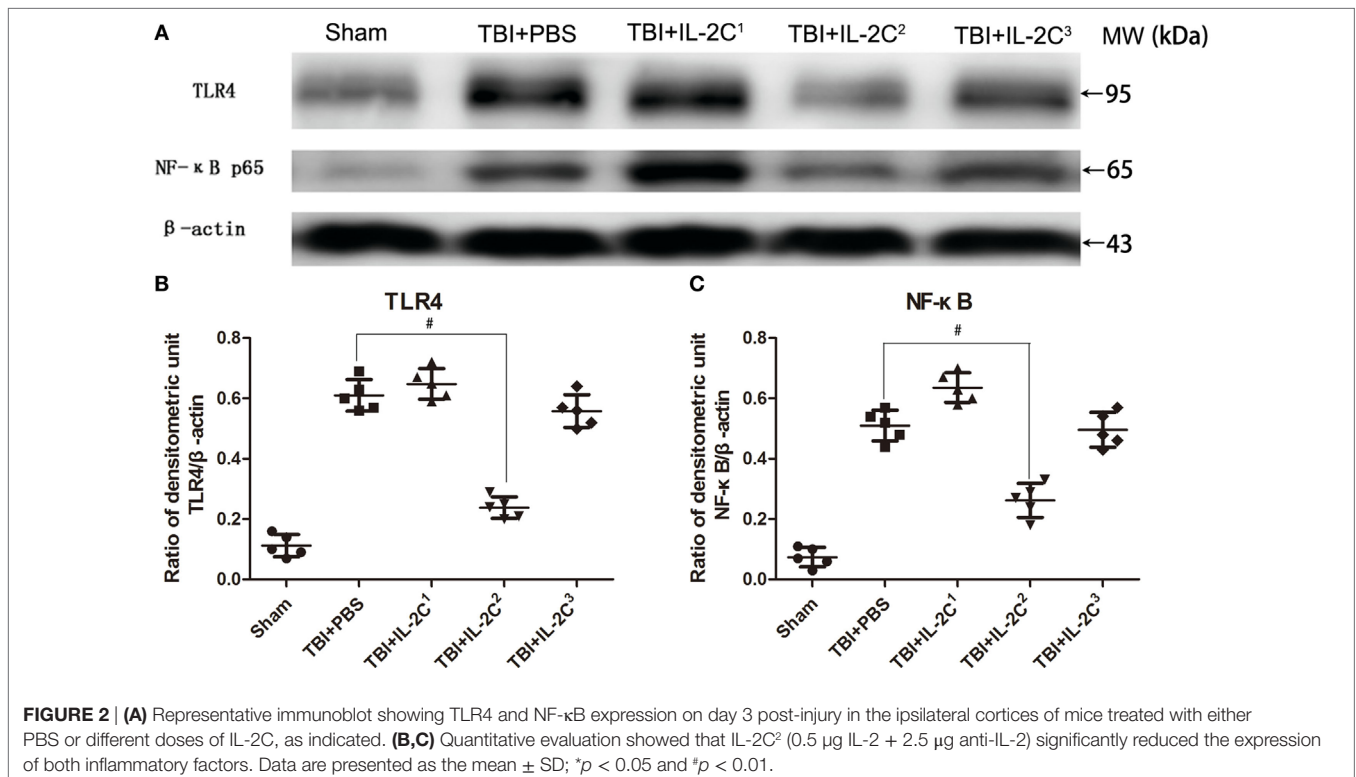 A
Sham TBI+PBS TBI+IL-2C¹ TBI+IL-2C² TBI+IL-2C³ MW (kDa)
TLR4 ←95
NF-κB p65 ←65
β-actin ←43
B
TLR4
#
Ratio of densitometric unit
TLR4/β-actin
0.8
0.6
0.4
0.2
0.0
Sham
TBI+PBS
TBI+IL-2C¹
TBI+IL-2C²
TBI+IL-2C³
C
NF-κ B
#
Ratio of densitometric unit
NF-κ B/β-actin
0.8
0.6
0.4
0.2
0.0
Sham
TBI+PBS
TBI+IL-2C¹
TBI+IL-2C²
TBI+IL-2C³
FIGURE 2 | (A) Representative immunoblot showing TLR4 and NF-κB expression on day 3 post-injury in the ipsilateral cortices of mice treated with either
PBS or different doses of IL-2C, as indicated. (B,C) Quantitative evaluation showed that IL-2C² (0.5 µg IL-2 + 2.5 µg anti-IL-2) significantly reduced the expression
of both inflammatory factors. Data are presented as the mean ± SD; *p < 0.05 and #p < 0.01.